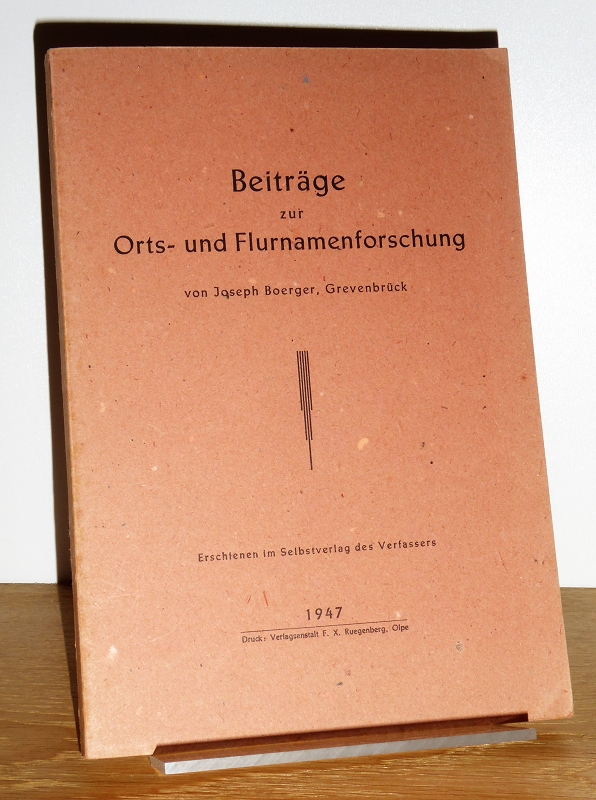 Beiträge
zur
Orts- und Flurnamenforschung
von Joseph Boerger, Grevenbrück
Erschienen im Selbstverlag des Verfassers
1947
Druck: Verlagsanstalt F. X. Ruegenberg, Olpe